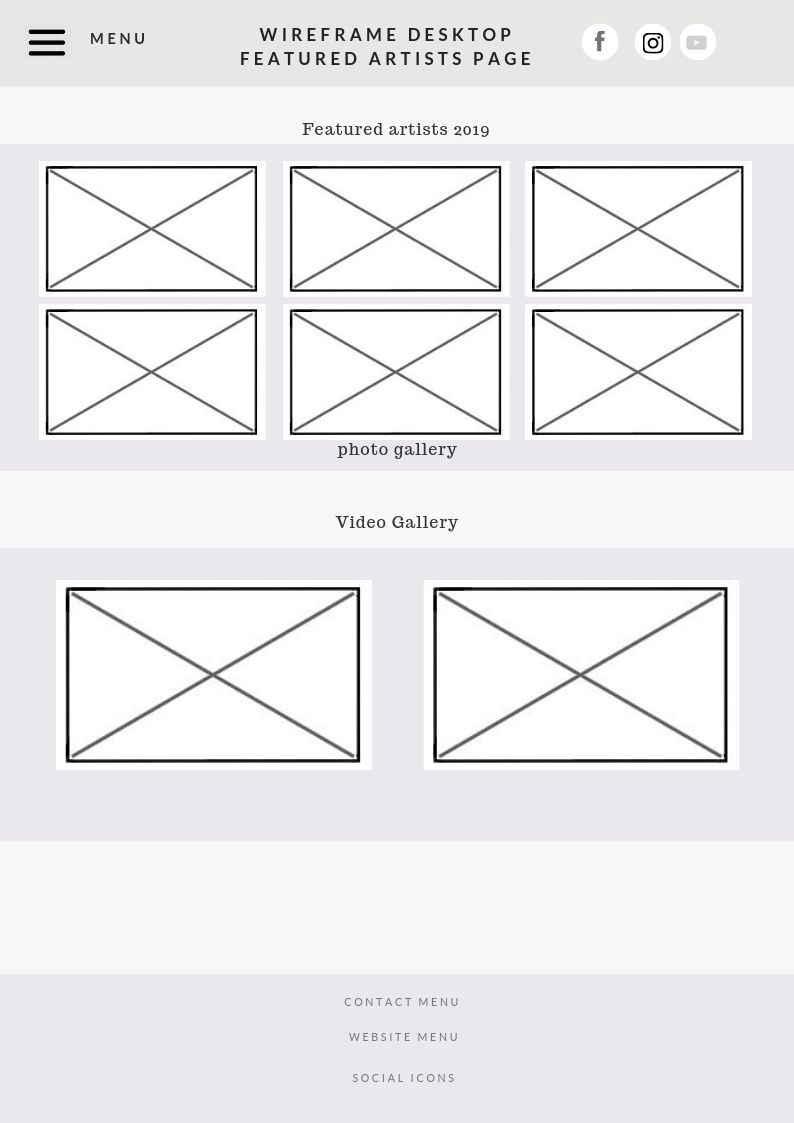 MENU
WIREFRAME DESKTOP
FEATURED ARTISTS PAGE
Featured artists 2019
photo gallery
Video Gallery
CONTACT MENU
WEBSITE MENU
SOCIAL ICONS